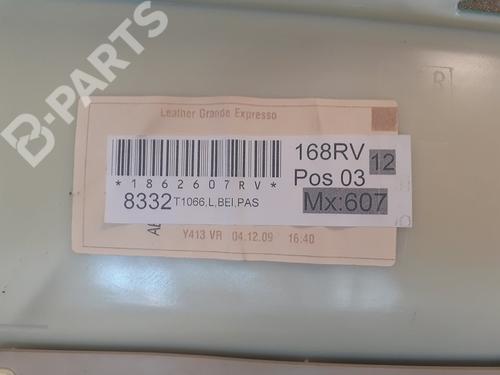 B-PARTS
R
Leather Grande Expresso
*1862607RV*
168RV
12
Pos 03
8332 T1066,L,BEI,PAS
Mx:607
Y413 VR 04.12.09 16:40